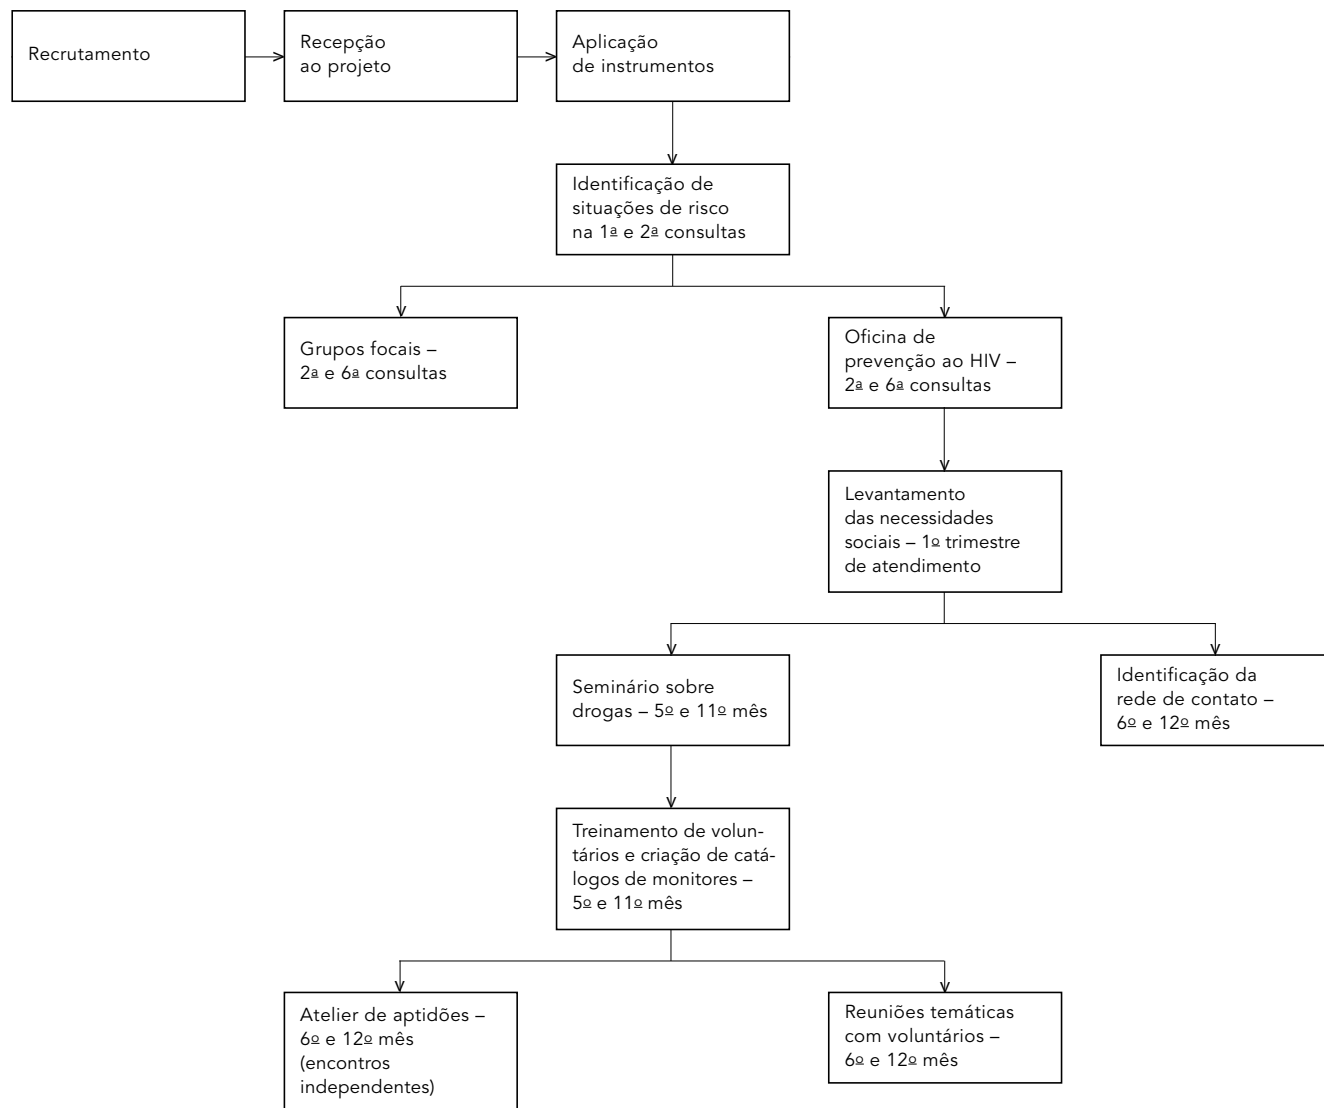 Recrutamento
Recepção
ao projeto
Aplicação
de instrumentos
Identificação de
situações de risco
na 1ª e 2ª consultas
Grupos focais –
2ª e 6ª consultas
Oficina de
prevenção ao HIV –
2ª e 6ª consultas
Levantamento
das necessidades
sociais – 1º trimestre
de atendimento
Seminário sobre
drogas – 5º e 11º mês
Identificação da
rede de contato –
6º e 12º mês
Treinamento de volun-
tários e criação de catá-
logos de monitores –
5º e 11º mês
Atelier de aptidões –
6º e 12º mês
(encontros
independentes)
Reuniões temáticas
com voluntários –
6º e 12º mês